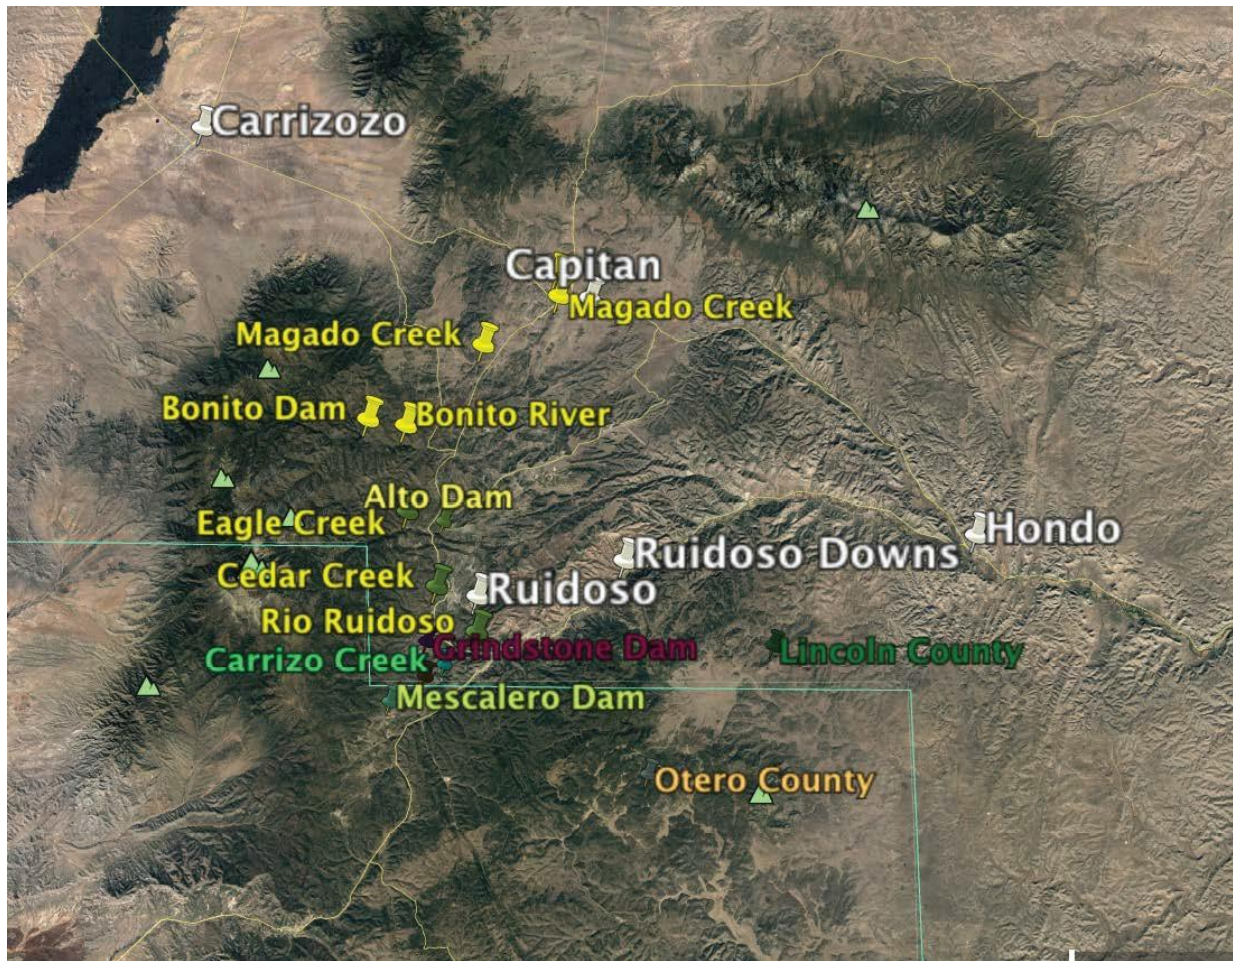 Carrizozo
Capitan
Magado Creek
Magado Creek
Bonito Dam
Bonito River
Alto Dam
Eagle Creek
Hondo
Ruidoso Downs
Cedar Creek
Ruidoso
Rio Ruidoso
Grindstone Dam
Lincoln County
Carrizo Creek
Mescalero Dam
Otero County